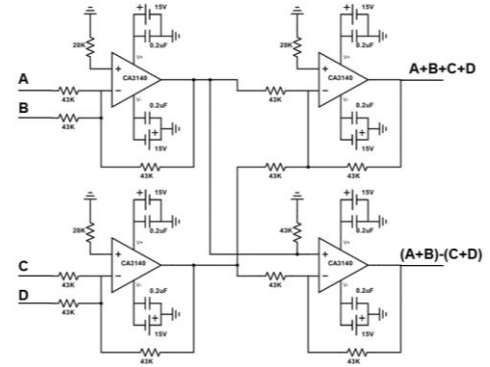 15V
0.2uF
20K
V+
CA3140
A
43K
B
43K
V-
0.2uF
15V
43K
15V
0.2uF
20K
V+
CA3140
A+B+C+D
43K
V-
0.2uF
15V
43K
43K
15V
0.2uF
20K
V+
CA3140
C
43K
D
43K
V-
0.2uF
15V
43K
15V
0.2uF
43K
V+
CA3140
(A+B)-(C+D)
43K
V-
0.2uF
15V
43K